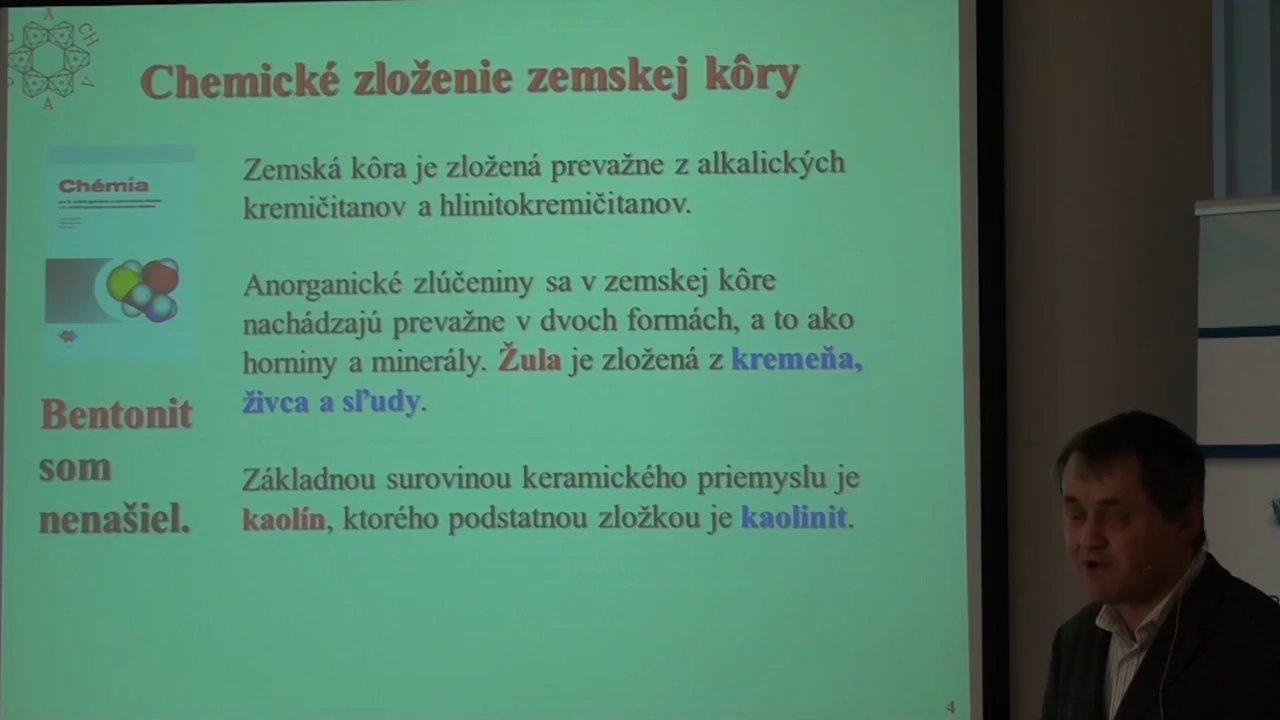 Chemické zloženie zemskej kôry
Chémia
Zemská kôra je zložená prevažne z alkalických
kremičitanov a hlinitokremičitanov.
Anorganické zlúčeniny sa v zemskej kôre
nachádzajú prevažne v dvoch formách, a to ako
horniny a minerály. Žula je zložená z kremeňa,
živca a sľudy.
Bentonit
som
nenašiel.
Základnou surovinou keramického priemyslu je
kaolín, ktorého podstatnou zložkou je kaolinit.
4